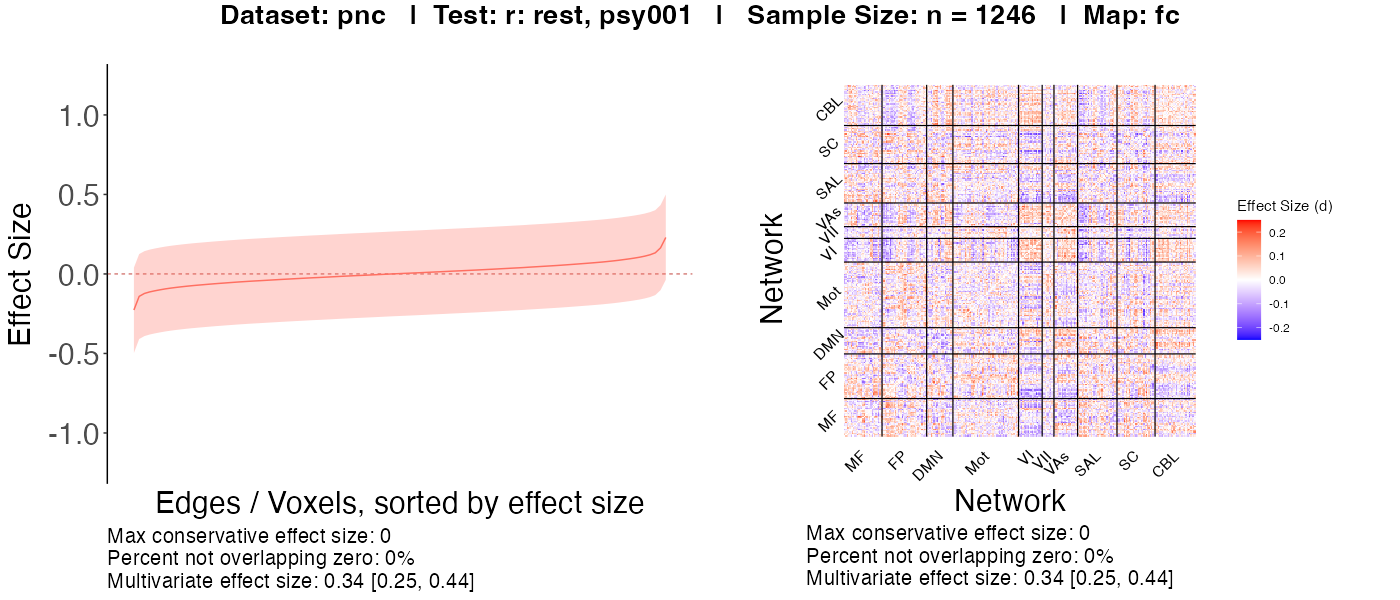 Dataset: pnc | Test: r: rest, psy001 | Sample Size: n = 1246 | Map: fc
Effect Size
1.0
0.5
0.0
-0.5
-1.0
Edges / Voxels, sorted by effect size
Max conservative effect size: 0
Percent not overlapping zero: 0%
Multivariate effect size: 0.34 [0.25, 0.44]
Network
CBL
SC
SAL
VAs
VII
VI
Mot
DMN
FP
MF
MF
FP
DMN
Mot
VI
VII
VAs
SAL
SC
CBL
Network
Max conservative effect size: 0
Percent not overlapping zero: 0%
Multivariate effect size: 0.34 [0.25, 0.44]
Effect Size (d)
0.2
0.1
0.0
-0.1
-0.2